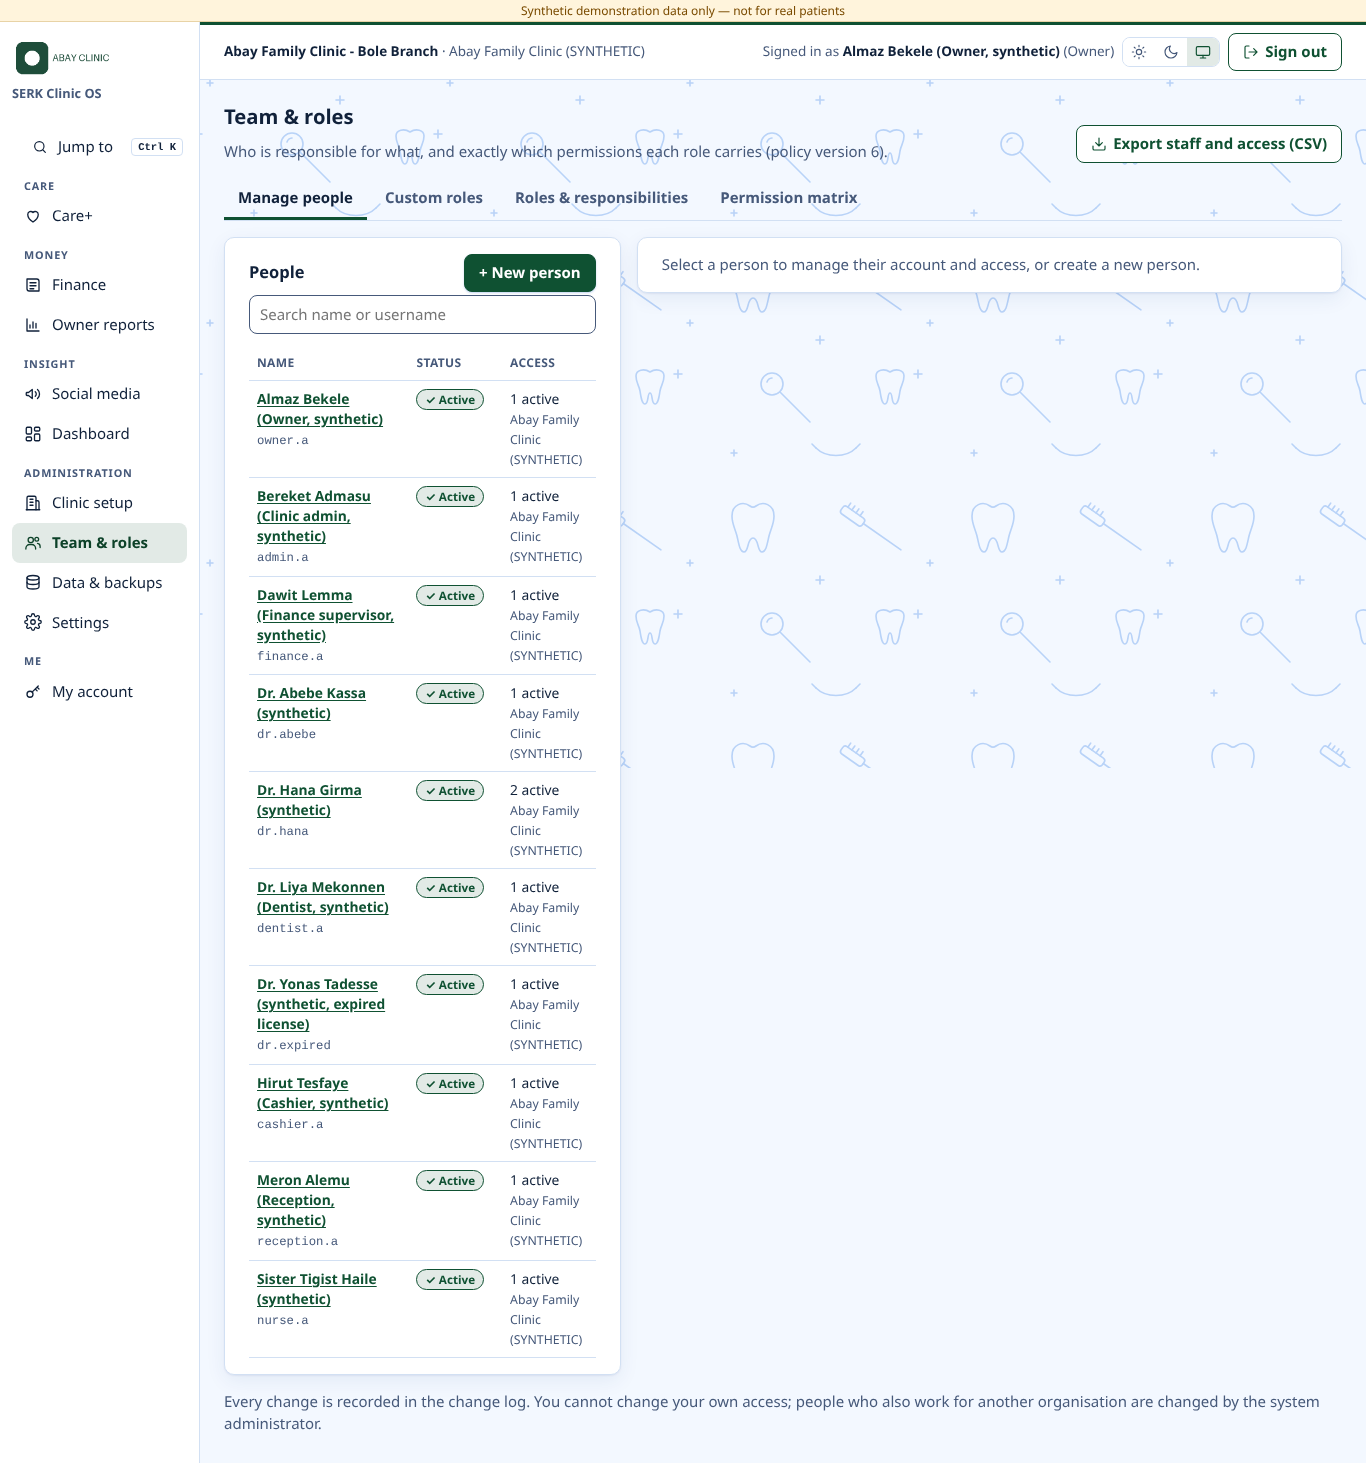 Synthetic demonstration data only — not for real patients
ABAY CLINIC
SERK Clinic OS
Jump to Ctrl K
CARE
Care+
MONEY
Finance
Owner reports
INSIGHT
Social media
Dashboard
ADMINISTRATION
Clinic setup
Team & roles
Data & backups
Settings
ME
My account
Abay Family Clinic - Bole Branch · Abay Family Clinic (SYNTHETIC)
Signed in as Almaz Bekele (Owner, synthetic) (Owner)
Sign out
Team & roles
Who is responsible for what, and exactly which permissions each role carries (policy version 6).
Export staff and access (CSV)
Manage people Custom roles Roles & responsibilities Permission matrix
People
+ New person
Search name or username
NAME STATUS ACCESS
Almaz Bekele ✓ Active 1 active
(Owner, synthetic) Abay Family
owner.a Clinic
(SYNTHETIC)
Bereket Admasu ✓ Active 1 active
(Clinic admin, Abay Family
synthetic) Clinic
admin.a (SYNTHETIC)
Dawit Lemma ✓ Active 1 active
(Finance supervisor, Abay Family
synthetic) Clinic
finance.a (SYNTHETIC)
Dr. Abebe Kassa ✓ Active 1 active
(synthetic) Abay Family
dr.abebe Clinic
(SYNTHETIC)
Dr. Hana Girma ✓ Active 2 active
(synthetic) Abay Family
dr.hana Clinic
(SYNTHETIC)
Dr. Liya Mekonnen ✓ Active 1 active
(Dentist, synthetic) Abay Family
dentist.a Clinic
(SYNTHETIC)
Dr. Yonas Tadesse ✓ Active 1 active
(synthetic, expired Abay Family
license) Clinic
dr.expired (SYNTHETIC)
Hirut Tesfaye ✓ Active 1 active
(Cashier, synthetic) Abay Family
cashier.a Clinic
(SYNTHETIC)
Meron Alemu ✓ Active 1 active
(Reception, Abay Family
synthetic) Clinic
reception.a (SYNTHETIC)
Sister Tigist Haile ✓ Active 1 active
(synthetic) Abay Family
nurse.a Clinic
(SYNTHETIC)
Select a person to manage their account and access, or create a new person.
Every change is recorded in the change log. You cannot change your own access; people who also work for another organisation are changed by the system
administrator.